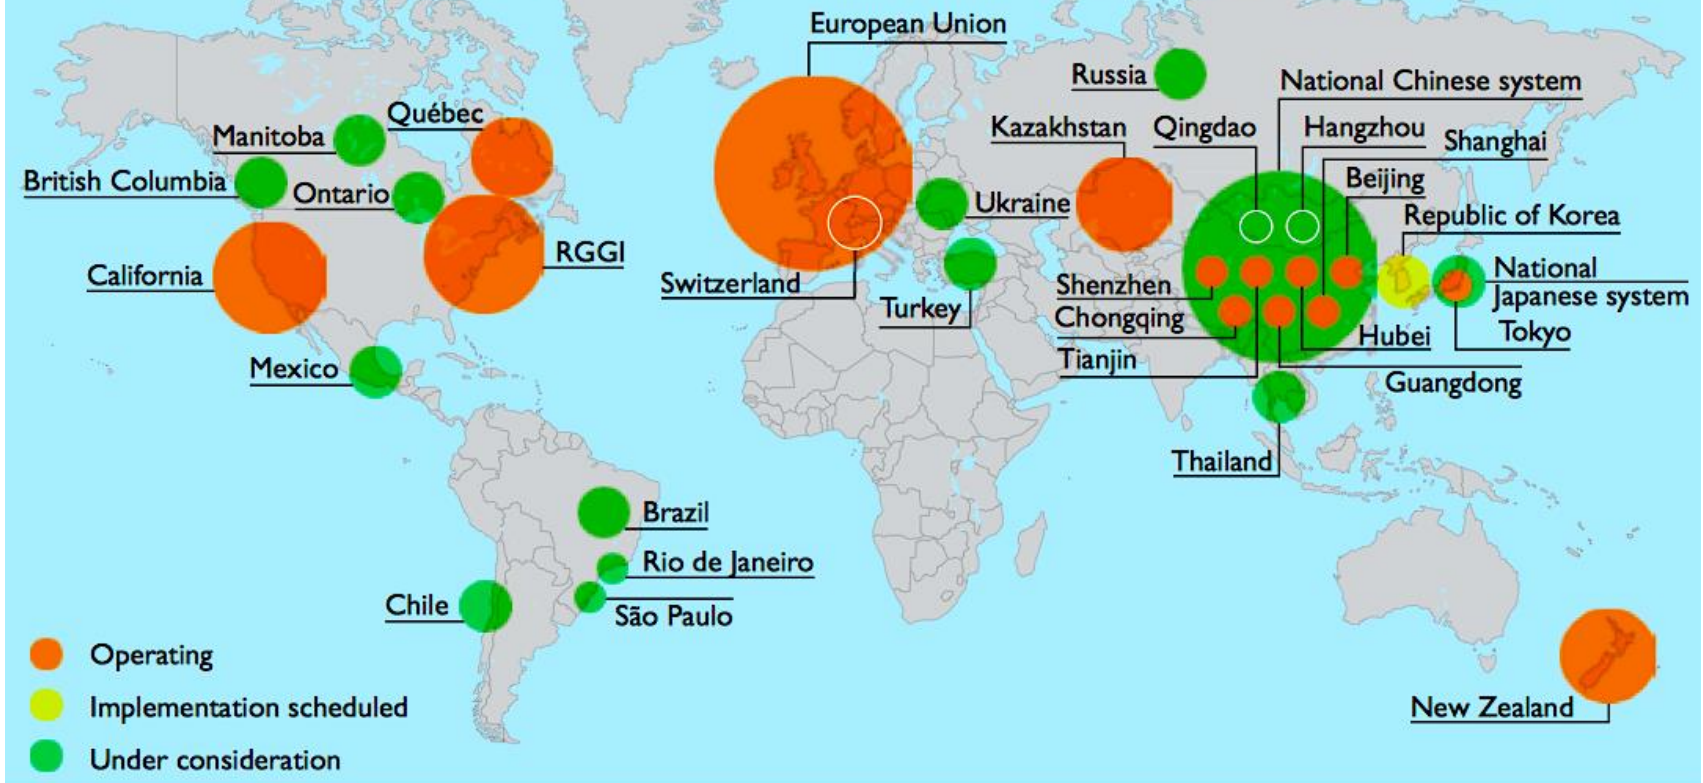 European Union
Russia
National Chinese system
Québec
Manitoba
Kazakhstan
Qingdao
Hangzhou
Shanghai
British Columbia
Ontario
Ukraine
Beijing
Republic of Korea
California
RGGI
Switzerland
Turkey
Shenzhen
Chongqing
Tianjin
National
Japanese system
Hubei
Tokyo
Mexico
Guangdong
Thailand
Brazil
Rio de Janeiro
Chile
São Paulo
Operating
Implementation scheduled
Under consideration
New Zealand